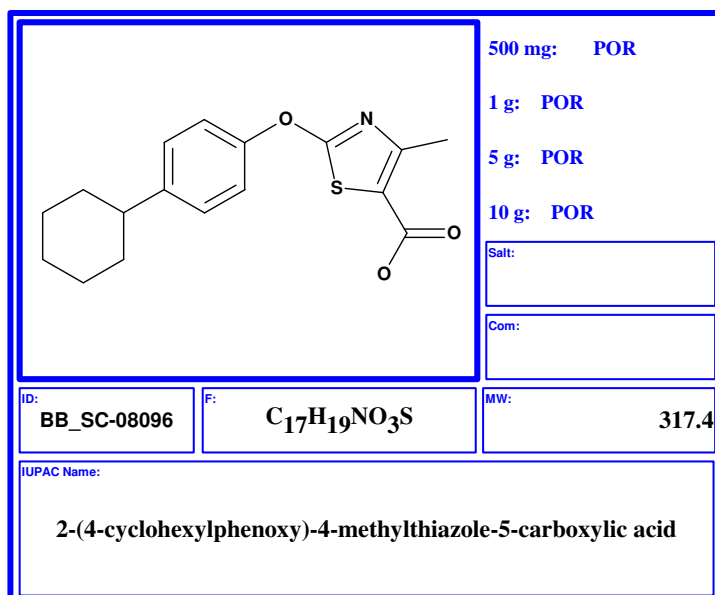 500 mg: POR
1 g: POR
5 g: POR
10 g: POR
O
N
S
O
O
Salt:
Com:
ID:
BB_SC-08096
F:
C17H19NO3S
MW:
317.4
IUPAC Name:
2-(4-cyclohexylphenoxy)-4-methylthiazole-5-carboxylic acid